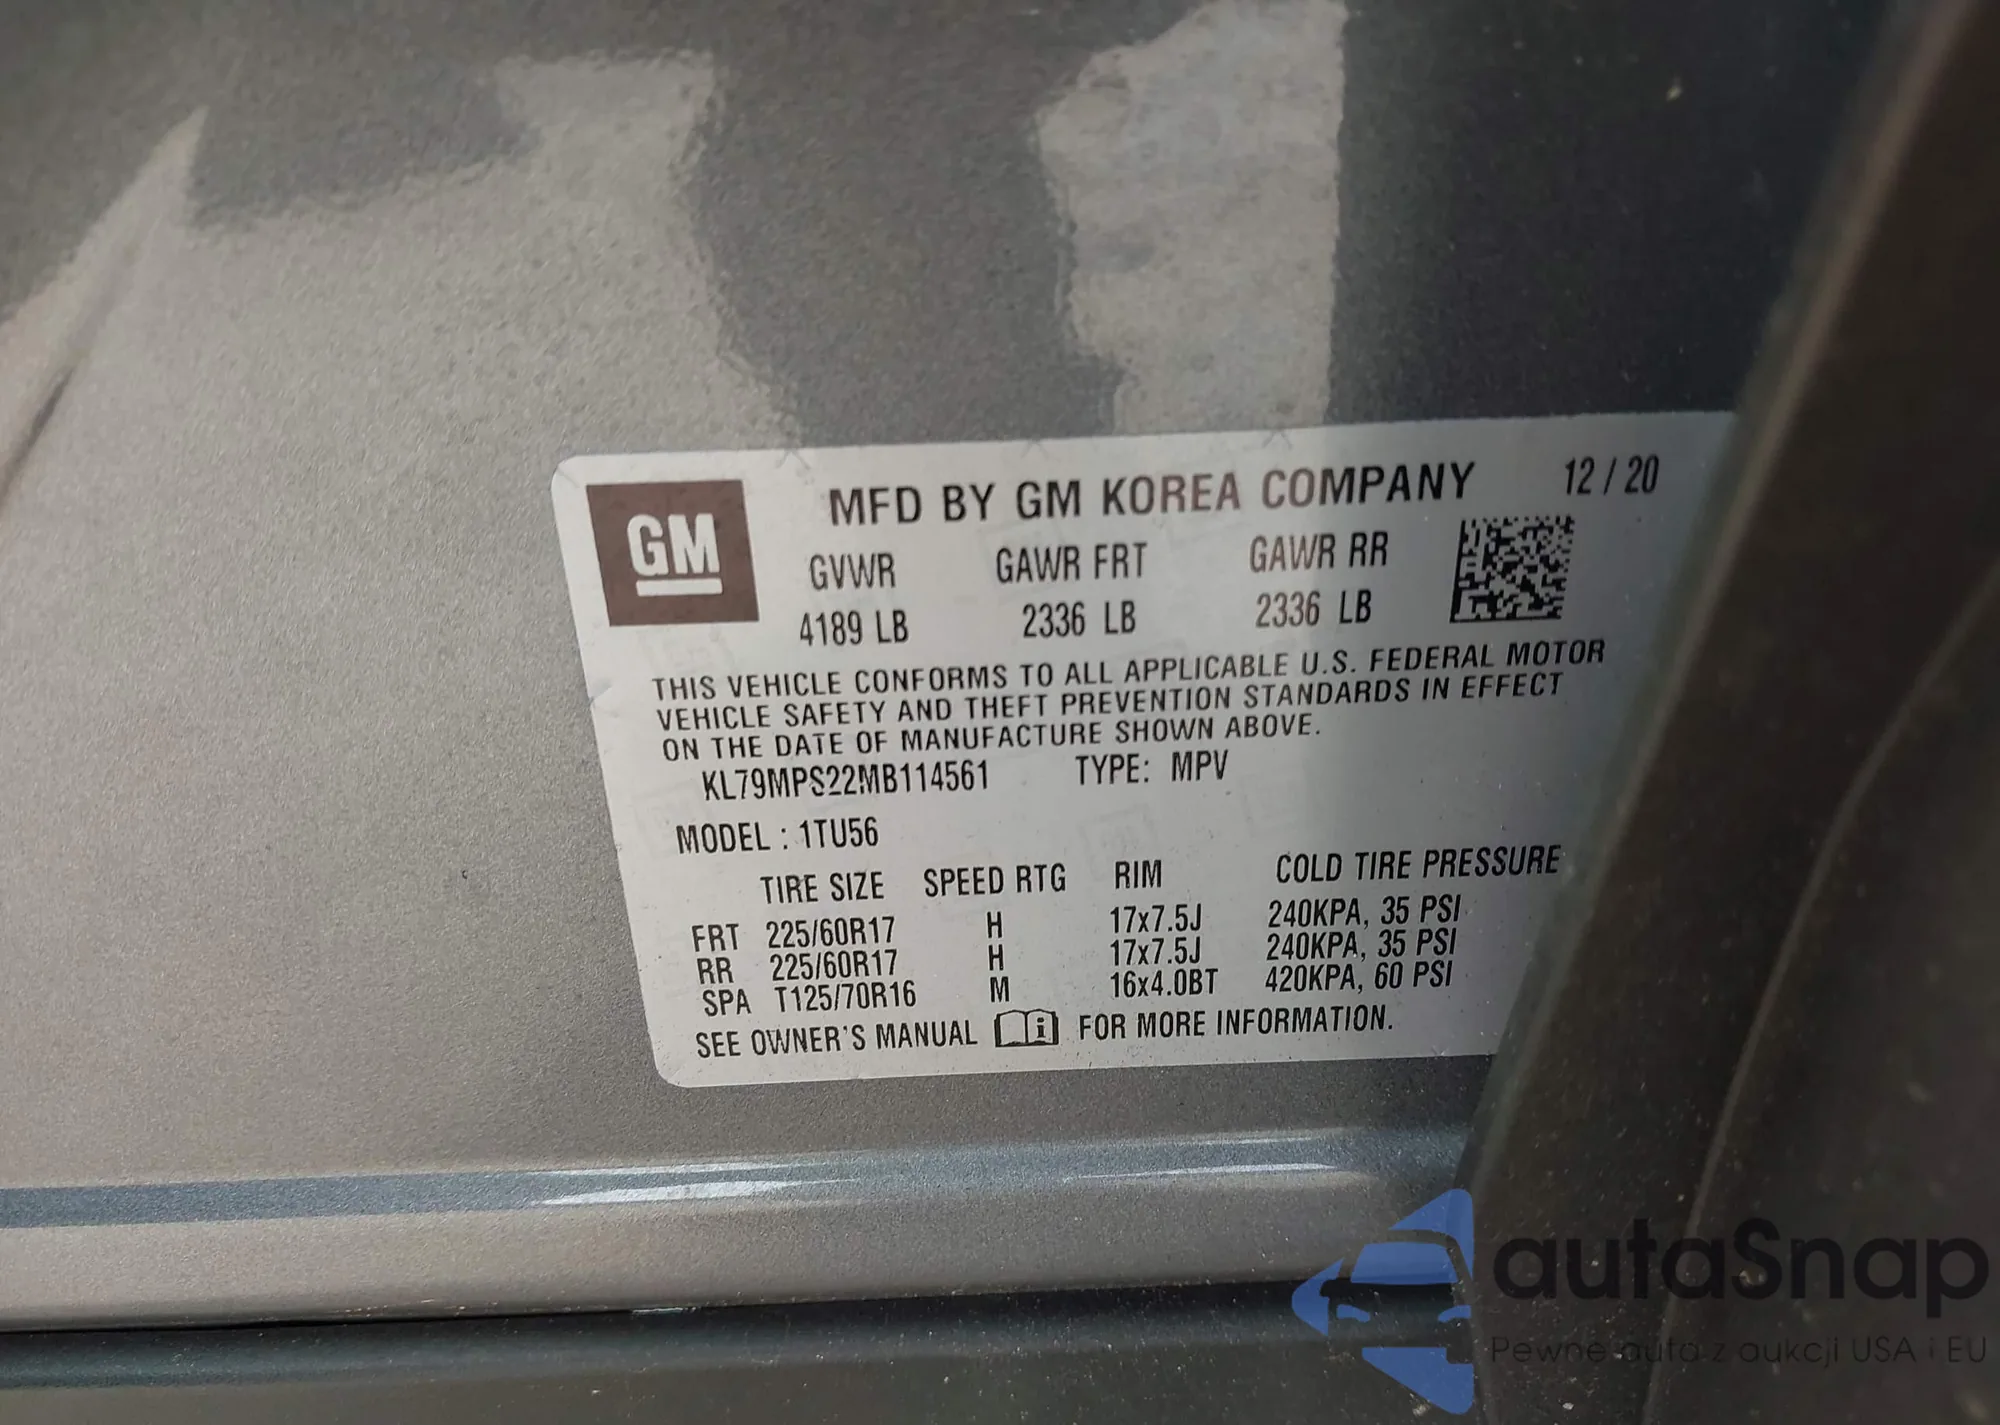 GM
MFD BY GM KOREA COMPANY 12 / 20
GVWR GAWR FRT GAWR RR
4189 LB 2336 LB 2336 LB
THIS VEHICLE CONFORMS TO ALL APPLICABLE U.S. FEDERAL MOTOR
VEHICLE SAFETY AND THEFT PREVENTION STANDARDS IN EFFECT
ON THE DATE OF MANUFACTURE SHOWN ABOVE.
KL79MPS22MB114561 TYPE: MPV
MODEL : 1TU56
TIRE SIZE SPEED RTG RIM COLD TIRE PRESSURE
FRT 225/60R17 H 17x7.5J 240KPA, 35 PSI
RR 225/60R17 H 17x7.5J 240KPA, 35 PSI
SPA T125/70R16 M 16x4.0BT 420KPA, 60 PSI
SEE OWNER'S MANUAL i FOR MORE INFORMATION.
autaSnap
Pewne auta z aukcji USA i EU